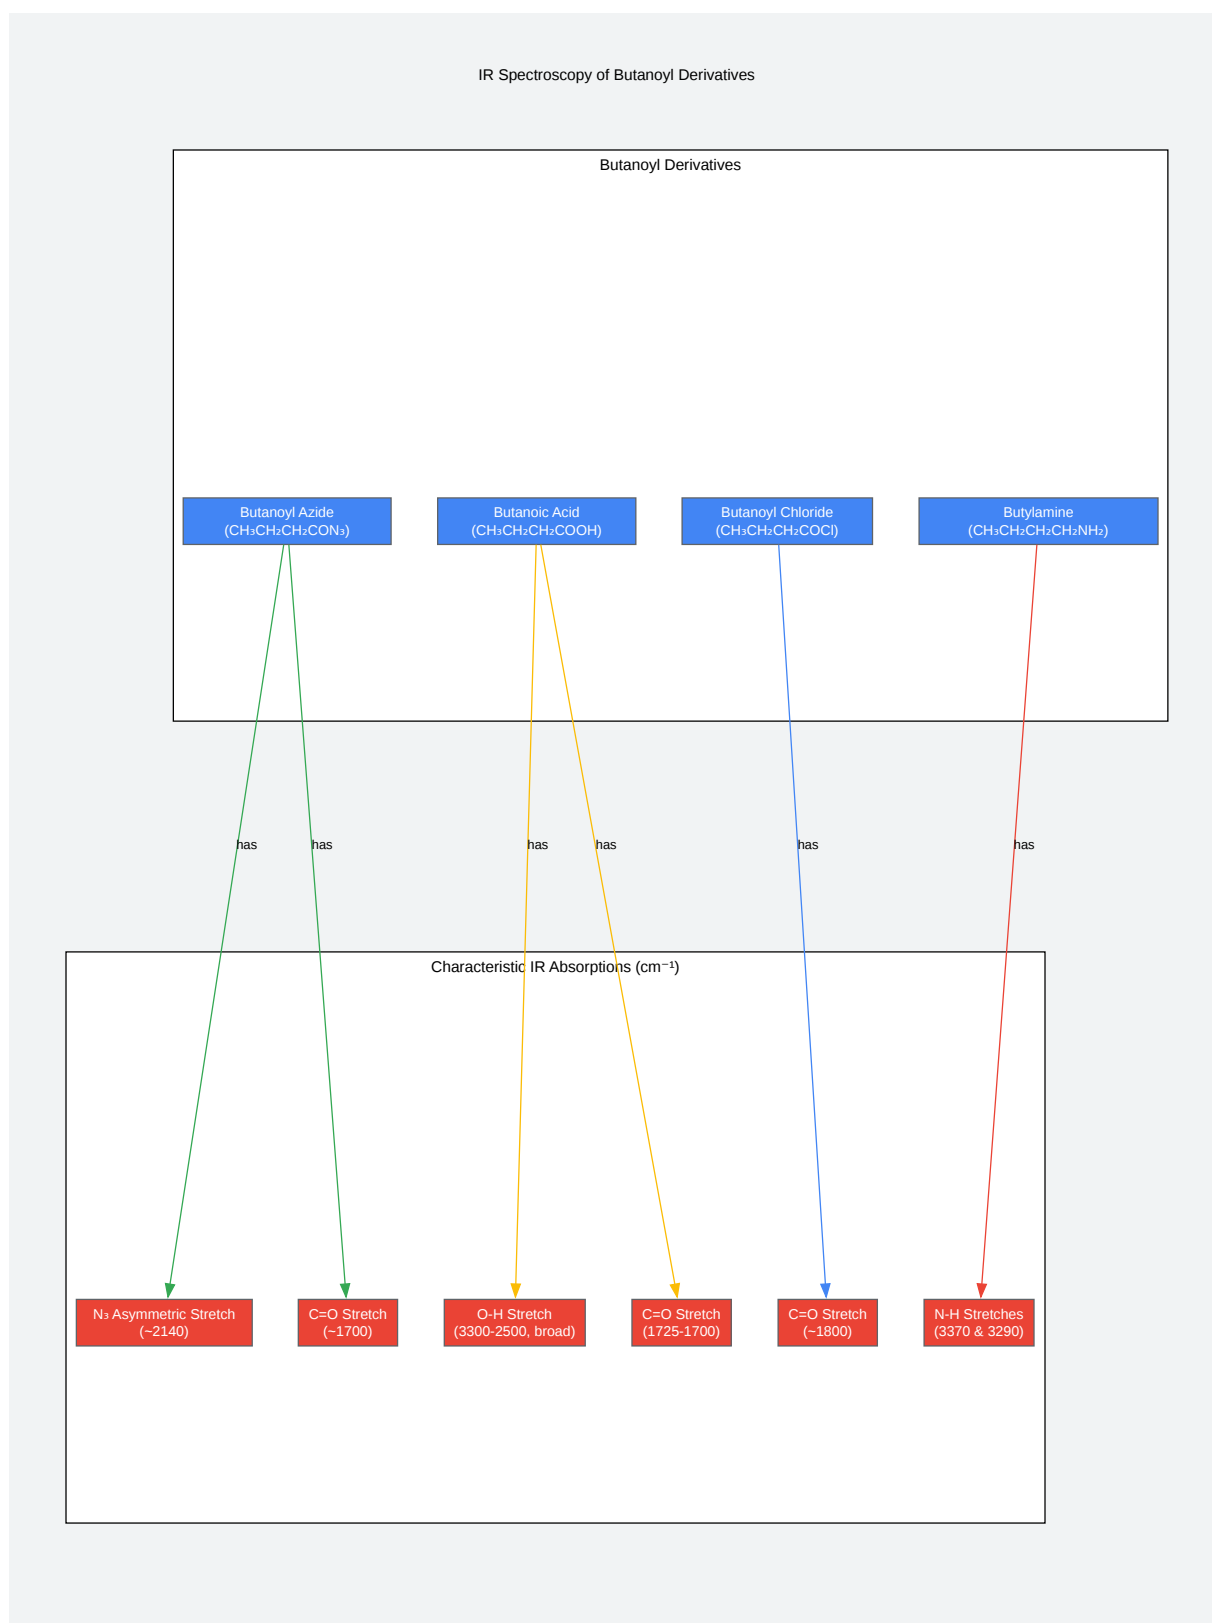 IR Spectroscopy of Butanoyl Derivatives
Butanoyl Derivatives
Butanoyl Azide
(CH₃CH₂CH₂CON₃)
Butanoic Acid
(CH₃CH₂CH₂COOH)
Butanoyl Chloride
(CH₃CH₂CH₂COCl)
Butylamine
(CH₃CH₂CH₂CH₂NH₂)
has
has
has
has
has
has
Characteristic IR Absorptions (cm⁻¹)
N₃ Asymmetric Stretch
(~2140)
C=O Stretch
(~1700)
O-H Stretch
(3300-2500, broad)
C=O Stretch
(1725-1700)
C=O Stretch
(~1800)
N-H Stretches
(3370 & 3290)